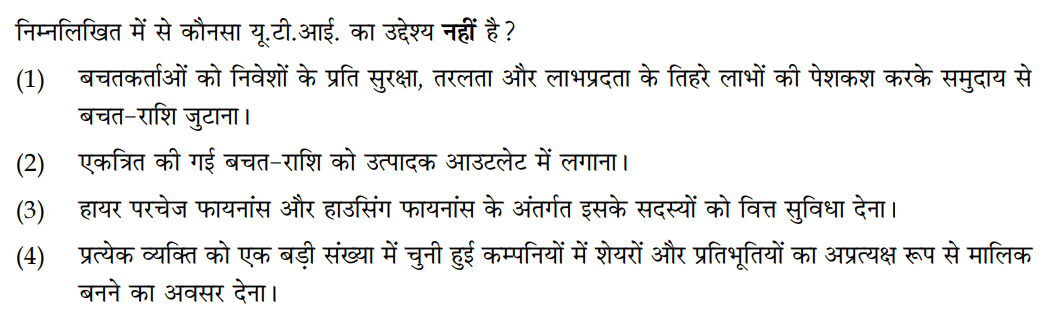 निम्नलिखित में से कौनसा यू.टी.आई. का उद्देश्य नहीं है ?
(1) बचतकर्ताओं को निवेशों के प्रति सुरक्षा, तरलता और लाभप्रदता के तिहरे लाभों की पेशकश करके समुदाय से
बचत-राशि जुटाना।
(2) एकत्रित की गई बचत-राशि को उत्पादक आउटलेट में लगाना।
(3) हायर परचेज फायनांस और हाउसिंग फायनांस के अंतर्गत इसके सदस्यों को वित्त सुविधा देना।
(4) प्रत्येक व्यक्ति को एक बड़ी संख्या में चुनी हुई कम्पनियों में शेयरों और प्रतिभूतियों का अप्रत्यक्ष रूप से मालिक
बनने का अवसर देना।